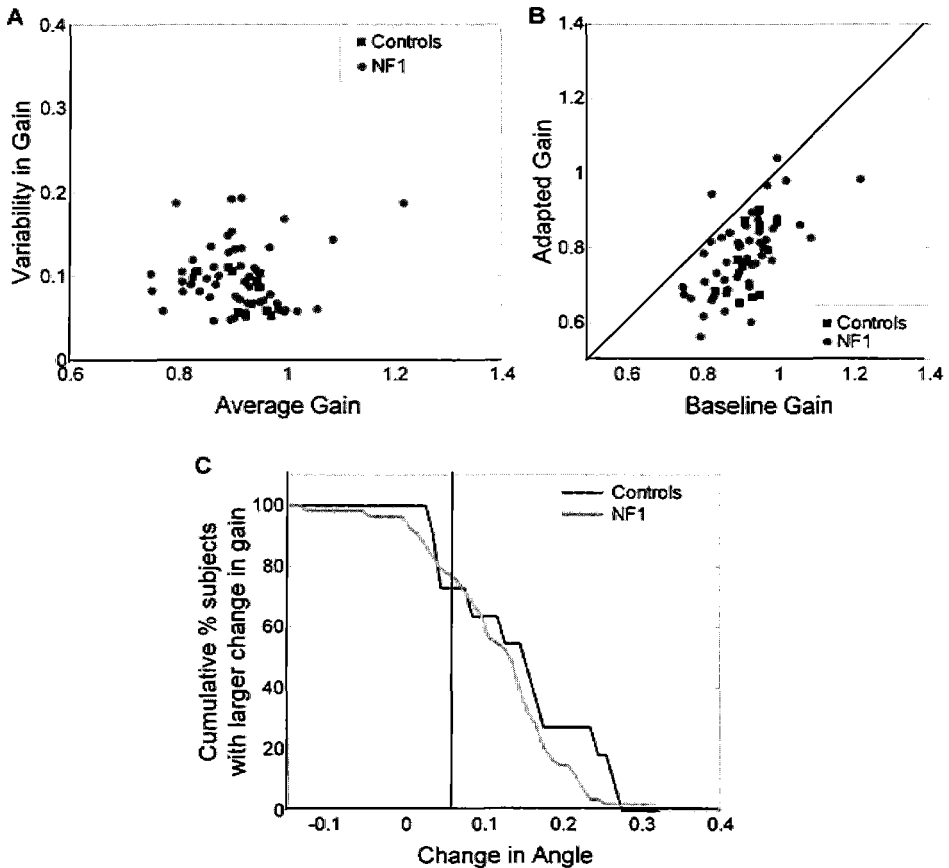 A
0.4
0.3
0.2
0.1
0
0.6
0.8
1
1.2
1.4
Variability in Gain
Average Gain
Controls
NF1
B
1.4
1.2
1
0.8
0.6
0.6
0.8
1
1.2
1.4
Adapted Gain
Baseline Gain
Controls
NF1
C
100
80
60
40
20
0
-0.1
0
0.1
0.2
0.3
0.4
Cumulative % subjects
with larger change in gain
Change in Angle
Controls
NF1